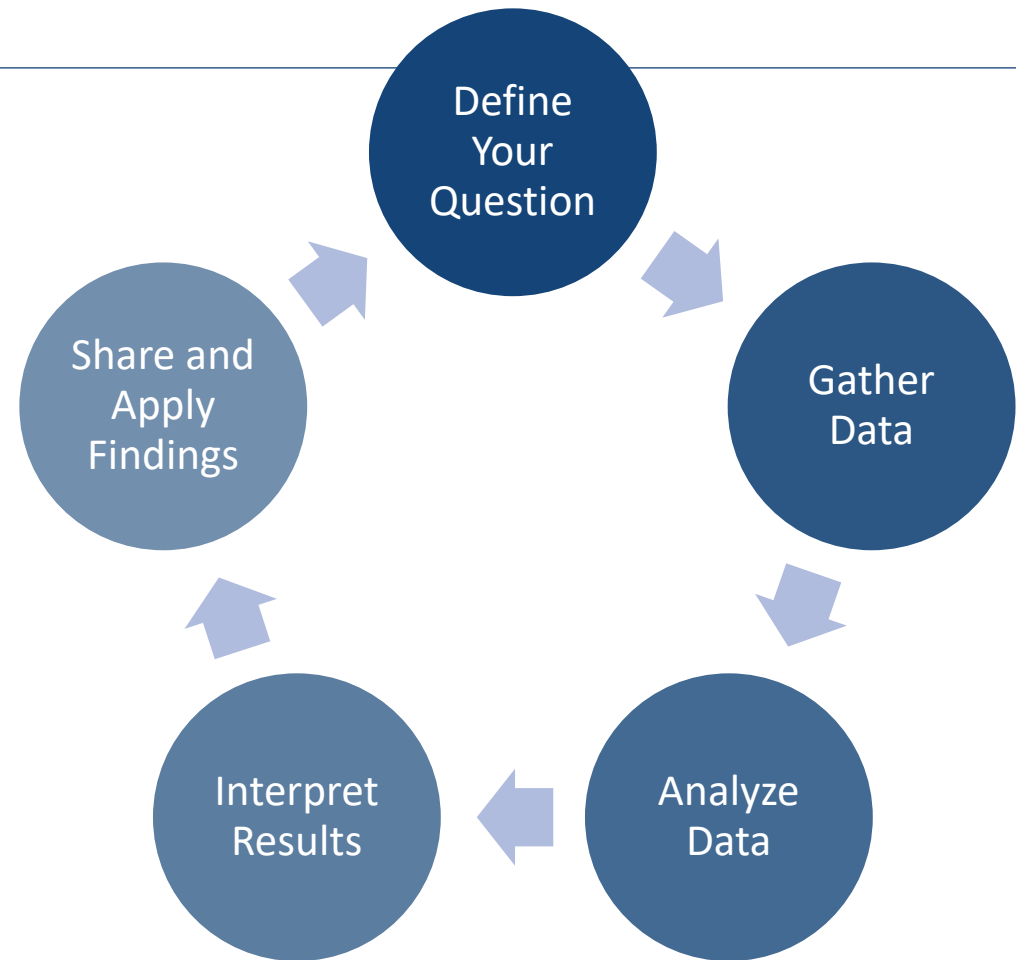 Define
Your
Question
Gather
Data
Analyze
Data
Interpret
Results
Share and
Apply
Findings